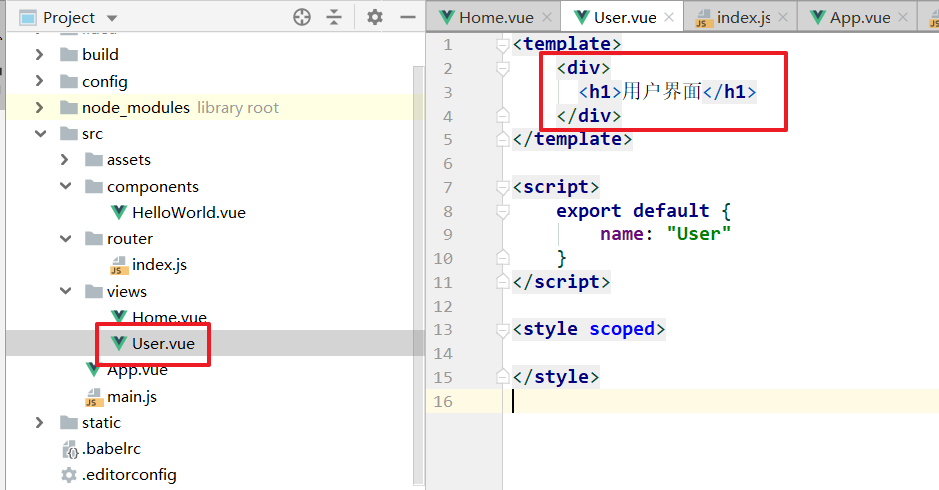 Project
build
config
node_modules library root
src
assets
components
HelloWorld.vue
router
index.js
views
Home.vue
User.vue
App.vue
main.js
static
.babelrc
.editorconfig
Home.vue
User.vue
index.js
App.vue
1 <template>
2 <div>
3 <h1>用户界面</h1>
4 </div>
5 </template>
6
7 <script>
8 export default {
9 name: "User"
10 }
11 </script>
12
13 <style scoped>
14
15 </style>
16